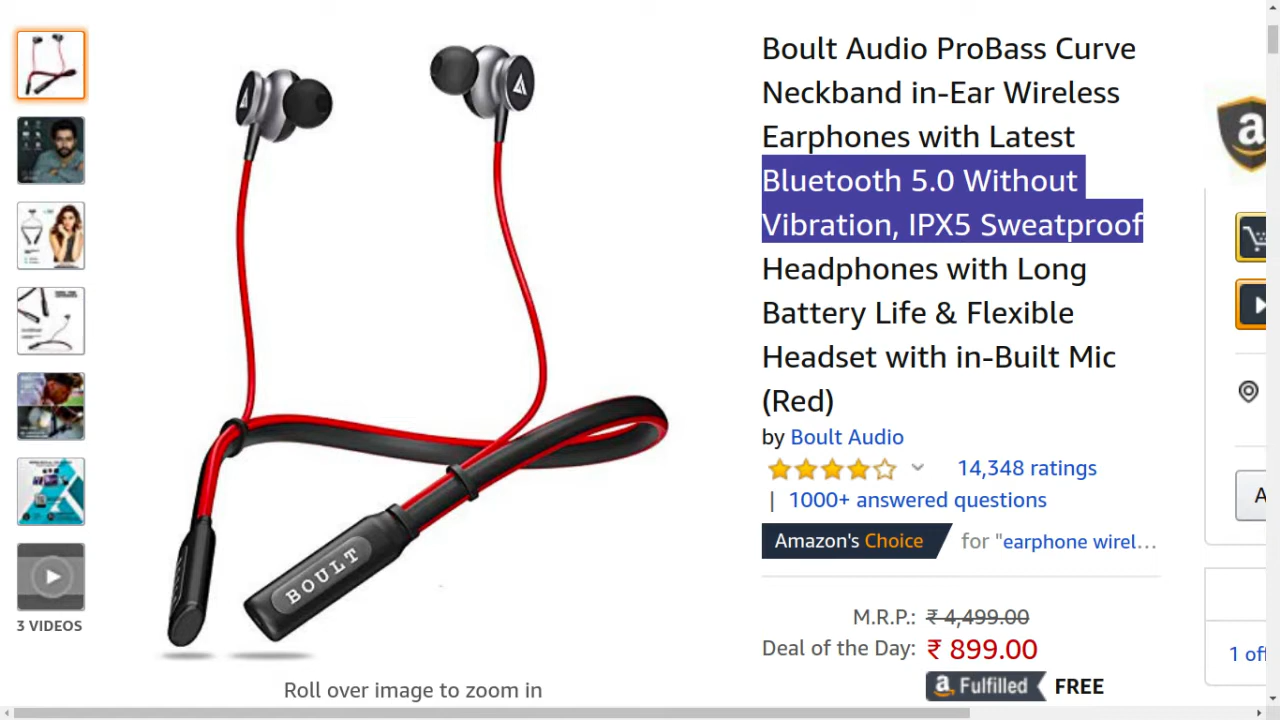 Boult Audio ProBass Curve
Neckband in-Ear Wireless
Earphones with Latest
Bluetooth 5.0 Without
Vibration, IPX5 Sweatproof
Headphones with Long
Battery Life & Flexible
Headset with in-Built Mic
(Red)
by Boult Audio
14,348 ratings
| 1000+ answered questions
Amazon's Choice for "earphone wirel…
M.R.P.: ₹ 4,499.00
Deal of the Day: ₹ 899.00
a Fulfilled FREE
BOULT
3 VIDEOS
Roll over image to zoom in
a
A
1 off